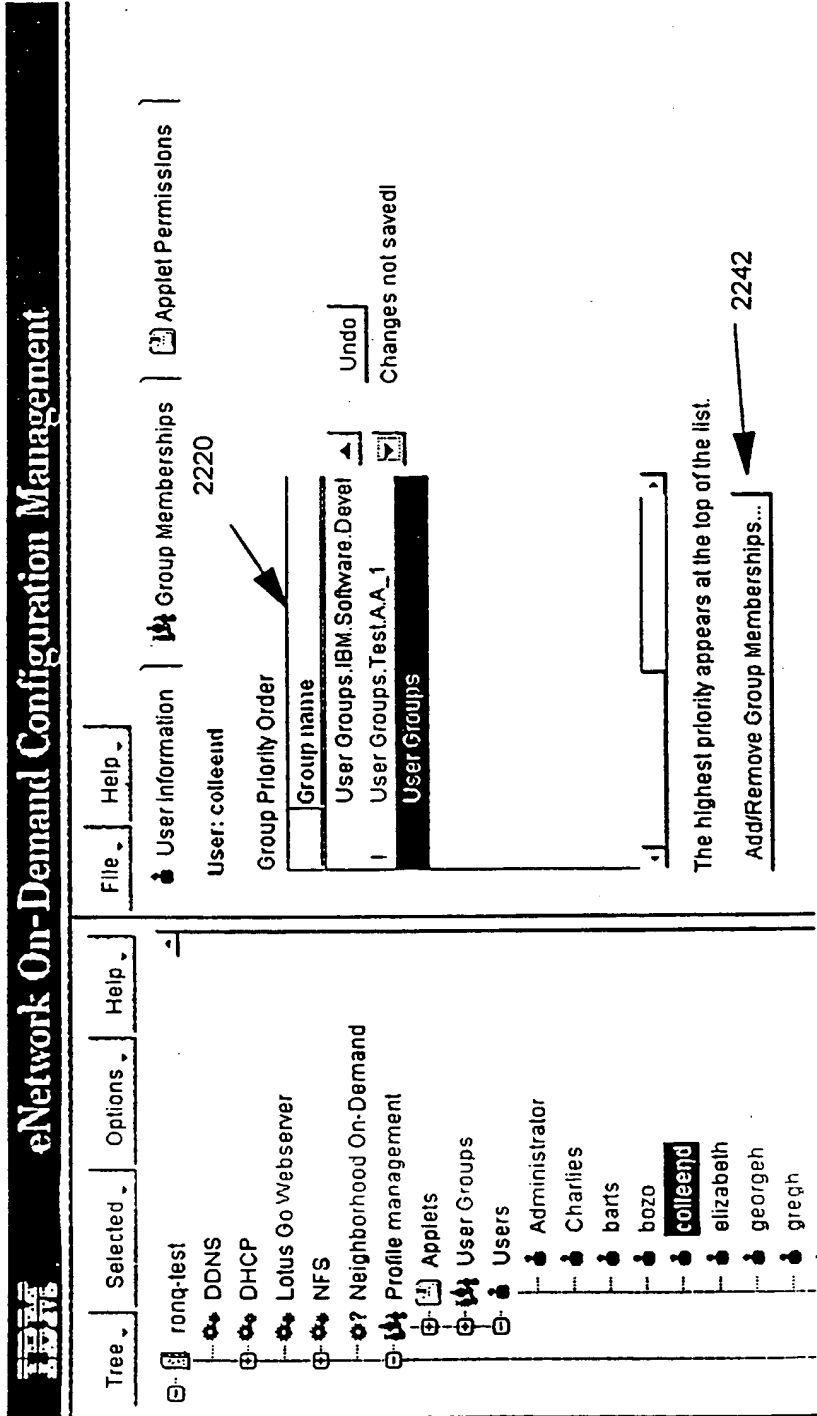 IBM eNetwork On-Demand Configuration Management
Tree Selected Options Help
ronq-test
DDNS
DHCP
Lotus Go Webserver
NFS
? Neighborhood On-Demand
Profile management
Applets
User Groups
Users
Administrator
Charlies
barts
bozo
colleend
elizabeth
georgeh
gregh
File Help
User Information Group Memberships Applet Permissions
User: colleend
2220
Group Priority Order
Group name
User Groups.IBM.Software.Devel
User Groups.Test.A.A_1
User Groups
Undo
Changes not saved!
The highest priority appears at the top of the list.
Add/Remove Group Memberships...
2242